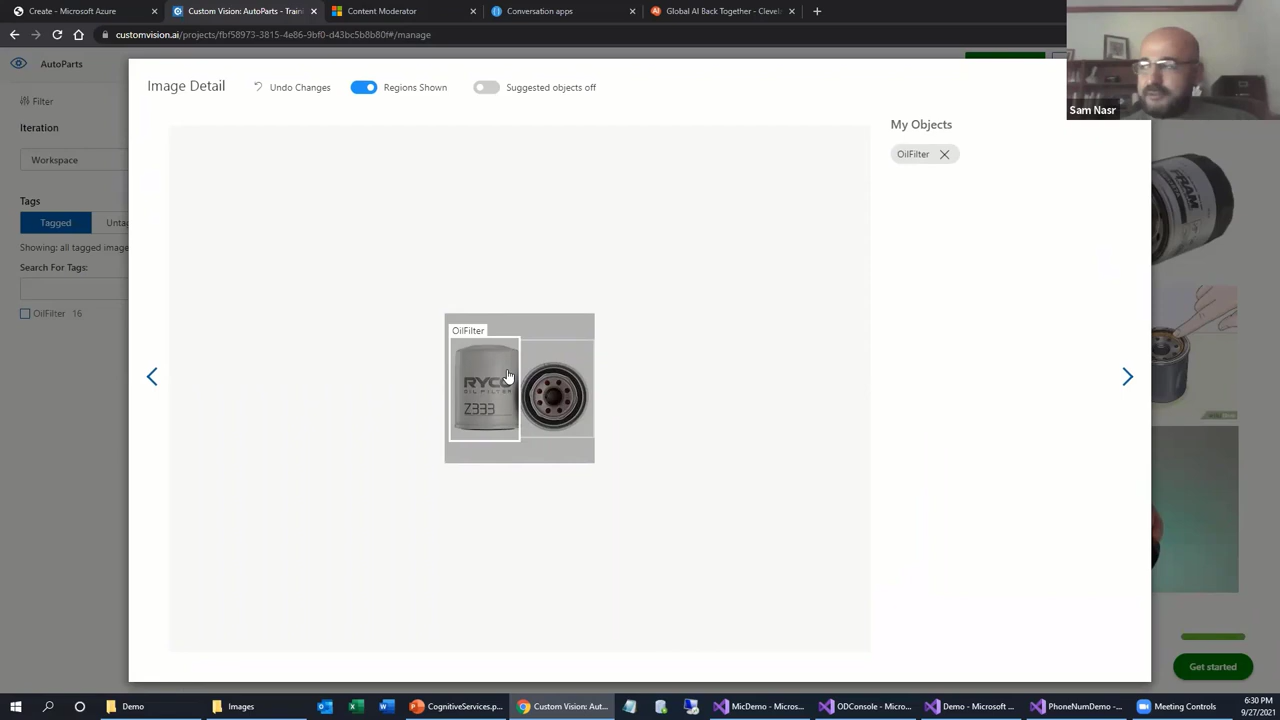 Create - Microsoft Azure
Custom Vision: AutoParts - Traini
Content Moderator
Conversation apps
Global AI Back Together - Clevel
customvision.ai/projects/fbf58973-3815-4e86-9bf0-d43bc5b8b80f#/manage
AutoParts
Sam Nasr
Image Detail
Undo Changes
Regions Shown
Suggested objects off
Filter
Iteration
Workspace
Tags
Tagged
Untag
Showing: all tagged image
Search For Tags:
OilFilter 16
My Objects
OilFilter
OilFilter
RYCO
OIL FILTER
Z333
FRAM
Get started
Demo
Images
CognitiveServices.p...
Custom Vision: Aut...
MicDemo - Micros...
ODConsole - Micro...
Demo - Microsoft ...
PhoneNumDemo - ...
Meeting Controls
6:30 PM
9/27/2021